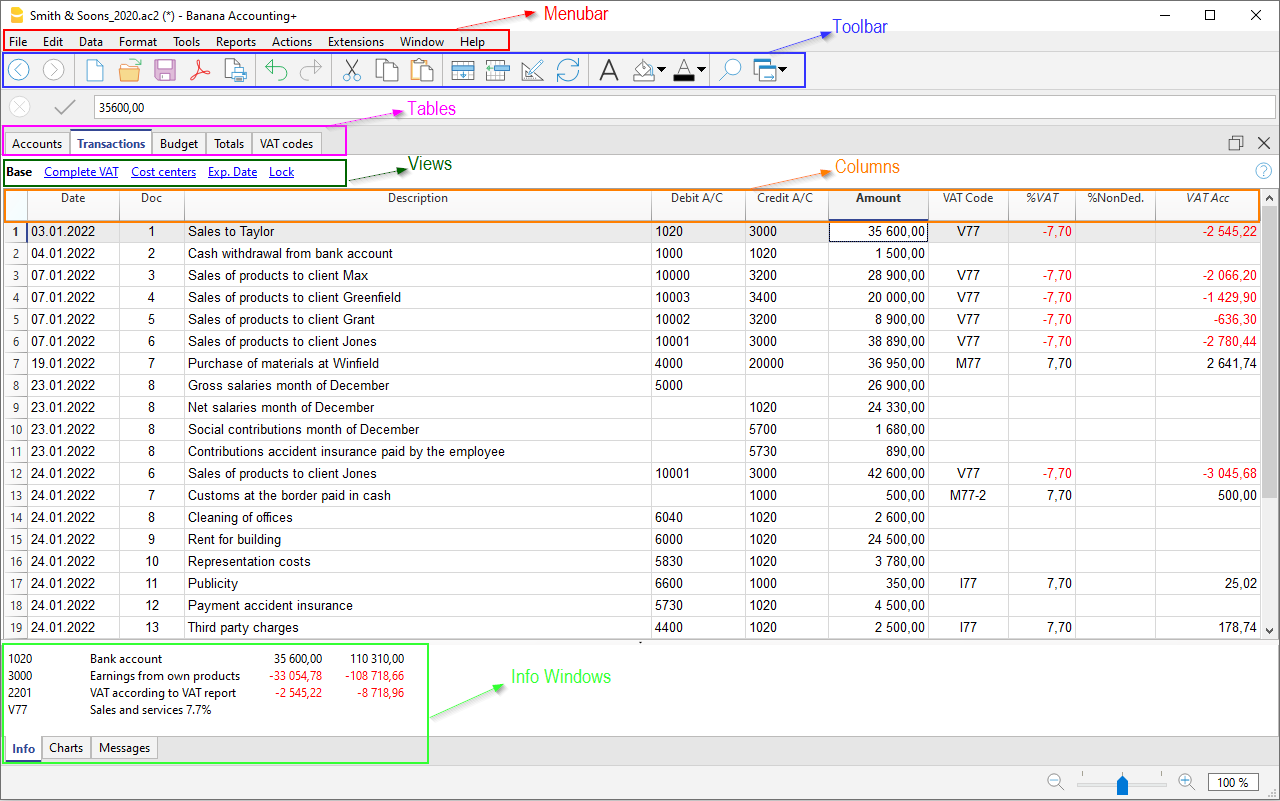 Smith & Soons_2020.ac2 (*) - Banana Accounting+
Menubar
File Edit Data Format Tools Reports Actions Extensions Window Help
Toolbar
35600,00
Tables
Accounts Transactions Budget Totals VAT codes
Views
Base Complete VAT Cost centers Exp. Date Lock
Columns
Date Doc Description Debit A/C Credit A/C Amount VAT Code %VAT %NonDed. VAT Acc
1 03.01.2022 1 Sales to Taylor 1020 3000 35 600,00 V77 -7,70 -2 545,22
2 04.01.2022 2 Cash withdrawal from bank account 1000 1020 1 500,00
3 07.01.2022 3 Sales of products to client Max 10000 3200 28 900,00 V77 -7,70 -2 066,20
4 07.01.2022 4 Sales of products to client Greenfield 10003 3400 20 000,00 V77 -7,70 -1 429,90
5 07.01.2022 5 Sales of products to client Grant 10002 3200 8 900,00 V77 -7,70 -636,30
6 07.01.2022 6 Sales of products to client Jones 10001 3000 38 890,00 V77 -7,70 -2 780,44
7 19.01.2022 7 Purchase of materials at Winfield 4000 20000 36 950,00 M77 7,70 2 641,74
8 23.01.2022 8 Gross salaries month of December 5000 26 900,00
9 23.01.2022 8 Net salaries month of December 1020 24 330,00
10 23.01.2022 8 Social contributions month of December 5700 1 680,00
11 23.01.2022 8 Contributions accident insurance paid by the employee 5730 890,00
12 24.01.2022 6 Sales of products to client Jones 10001 3000 42 600,00 V77 -7,70 -3 045,68
13 24.01.2022 7 Customs at the border paid in cash 1000 500,00 M77-2 7,70 500,00
14 24.01.2022 8 Cleaning of offices 6040 1020 2 600,00
15 24.01.2022 9 Rent for building 6000 1020 24 500,00
16 24.01.2022 10 Representation costs 5830 1020 3 780,00
17 24.01.2022 11 Publicity 6600 1000 350,00 I77 7,70 25,02
18 24.01.2022 12 Payment accident insurance 5730 1020 4 500,00
19 24.01.2022 13 Third party charges 4400 1020 2 500,00 I77 7,70 178,74
1020 Bank account 35 600,00 110 310,00
3000 Earnings from own products -33 054,78 -108 718,66
Info Windows
2201 VAT according to VAT report -2 545,22 -8 718,96
V77 Sales and services 7.7%
Info Charts Messages
100 %